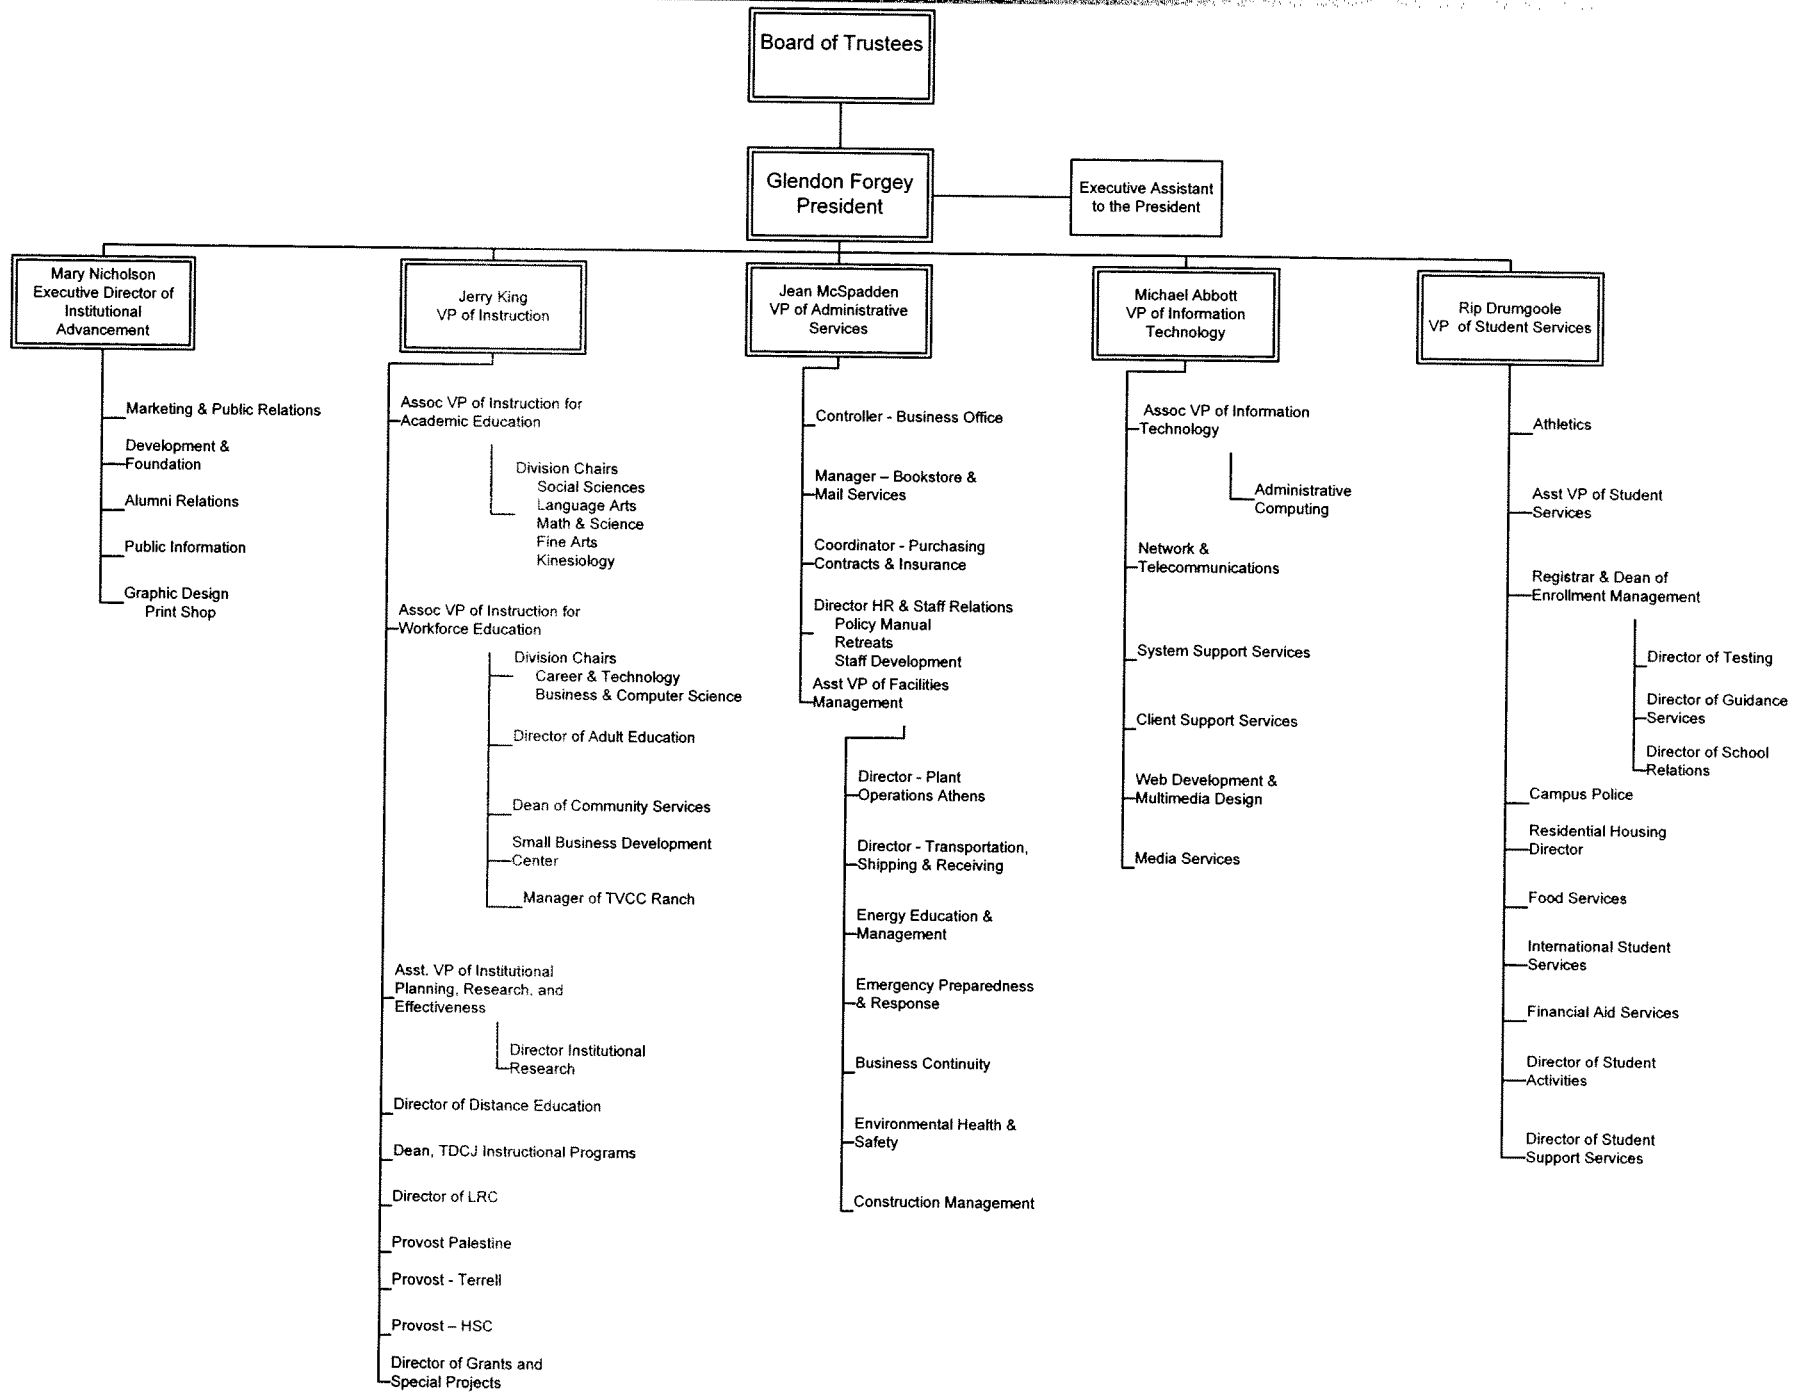 Board of Trustees
Glendon Forgey
President
Executive Assistant
to the President
Mary Nicholson
Executive Director of
Institutional
Advancement
Marketing & Public Relations
Development &
Foundation
Alumni Relations
Public Information
Graphic Design
Print Shop
Jerry King
VP of Instruction
Assoc VP of Instruction for
Academic Education
Division Chairs
Social Sciences
Language Arts
Math & Science
Fine Arts
Kinesiology
Assoc VP of Instruction for
Workforce Education
Division Chairs
Career & Technology
Business & Computer Science
Director of Adult Education
Dean of Community Services
Small Business Development
Center
Manager of TVCC Ranch
Asst. VP of Institutional
Planning, Research, and
Effectiveness
Director Institutional
Research
Director of Distance Education
Dean, TDCJ Instructional Programs
Director of LRC
Provost Palestine
Provost - Terrell
Provost – HSC
Director of Grants and
Special Projects
Jean McSpadden
VP of Administrative
Services
Controller - Business Office
Manager – Bookstore &
Mail Services
Coordinator - Purchasing
Contracts & Insurance
Director HR & Staff Relations
Policy Manual
Retreats
Staff Development
Asst VP of Facilities
Management
Director - Plant
Operations Athens
Director - Transportation,
Shipping & Receiving
Energy Education &
Management
Emergency Preparedness
& Response
Business Continuity
Environmental Health &
Safety
Construction Management
Michael Abbott
VP of Information
Technology
Assoc VP of Information
Technology
Administrative
Computing
Network &
Telecommunications
System Support Services
Client Support Services
Web Development &
Multimedia Design
Media Services
Rip Drumgoole
VP of Student Services
Athletics
Asst VP of Student
Services
Registrar & Dean of
Enrollment Management
Director of Testing
Director of Guidance
Services
Director of School
Relations
Campus Police
Residential Housing
Director
Food Services
International Student
Services
Financial Aid Services
Director of Student
Activities
Director of Student
Support Services